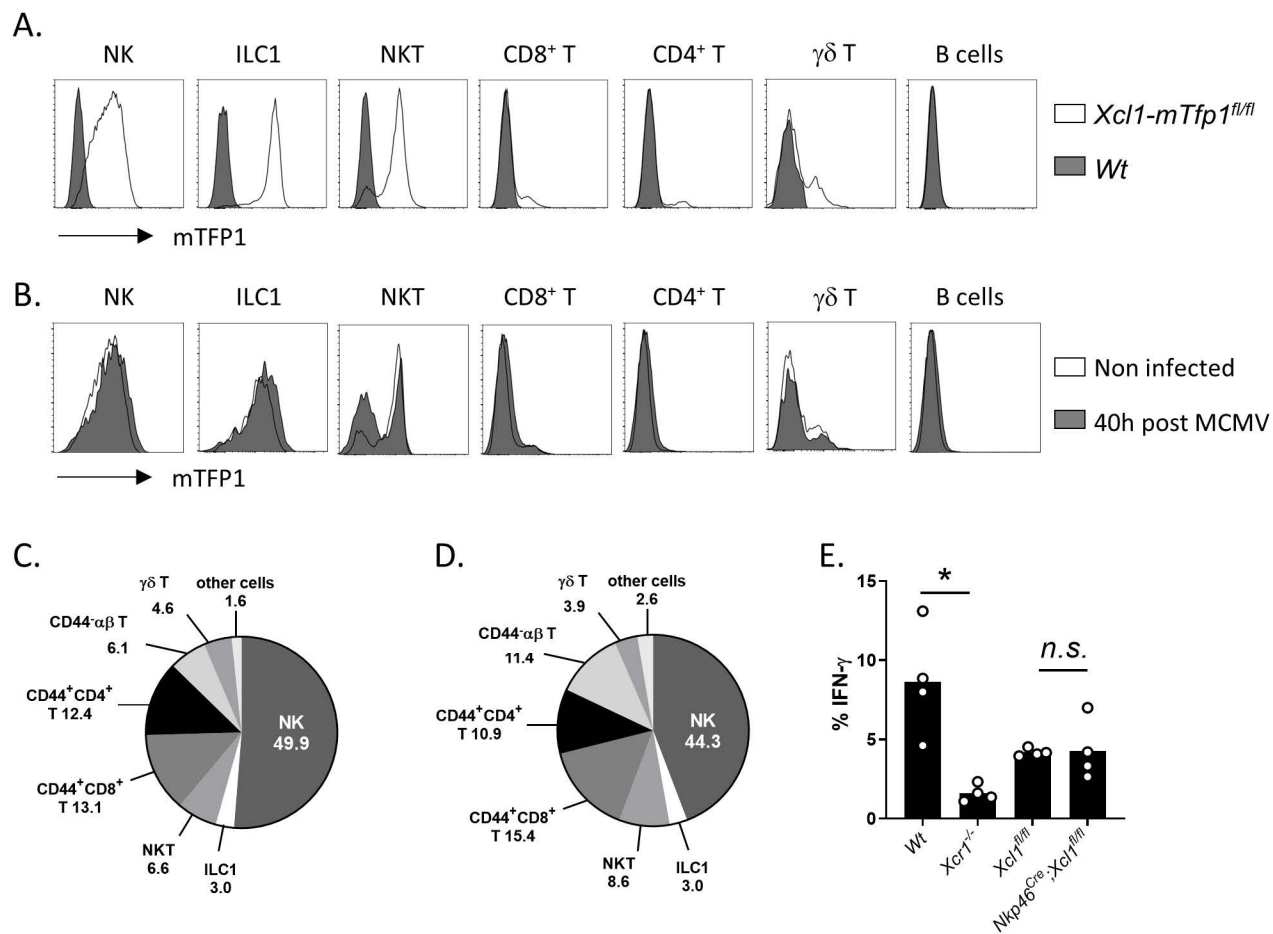 A.
NK ILC1 NKT CD8⁺ T CD4⁺ T γδ T B cells
Xcl1-mTfp1ᶠˡ/ᶠˡ
Wt
mTFP1
B.
NK ILC1 NKT CD8⁺ T CD4⁺ T γδ T B cells
Non infected
40h post MCMV
mTFP1
C.
γδ T
4.6
other cells
1.6
CD44⁻αβ T
6.1
CD44⁺CD4⁺
T 12.4
CD44⁺CD8⁺
T 13.1
NKT
6.6
ILC1
3.0
NK
49.9
D.
γδ T
3.9
other cells
2.6
CD44⁻αβ T
11.4
CD44⁺CD4⁺
T 10.9
CD44⁺CD8⁺
T 15.4
NKT
8.6
ILC1
3.0
NK
44.3
E.
% IFN-γ
15
10
5
0
*
n.s.
Wt
Xcr1⁻/⁻
Xcl1ᶠˡ/ᶠˡ
Nkp46ᶜʳᵉ;Xcl1ᶠˡ/ᶠˡ